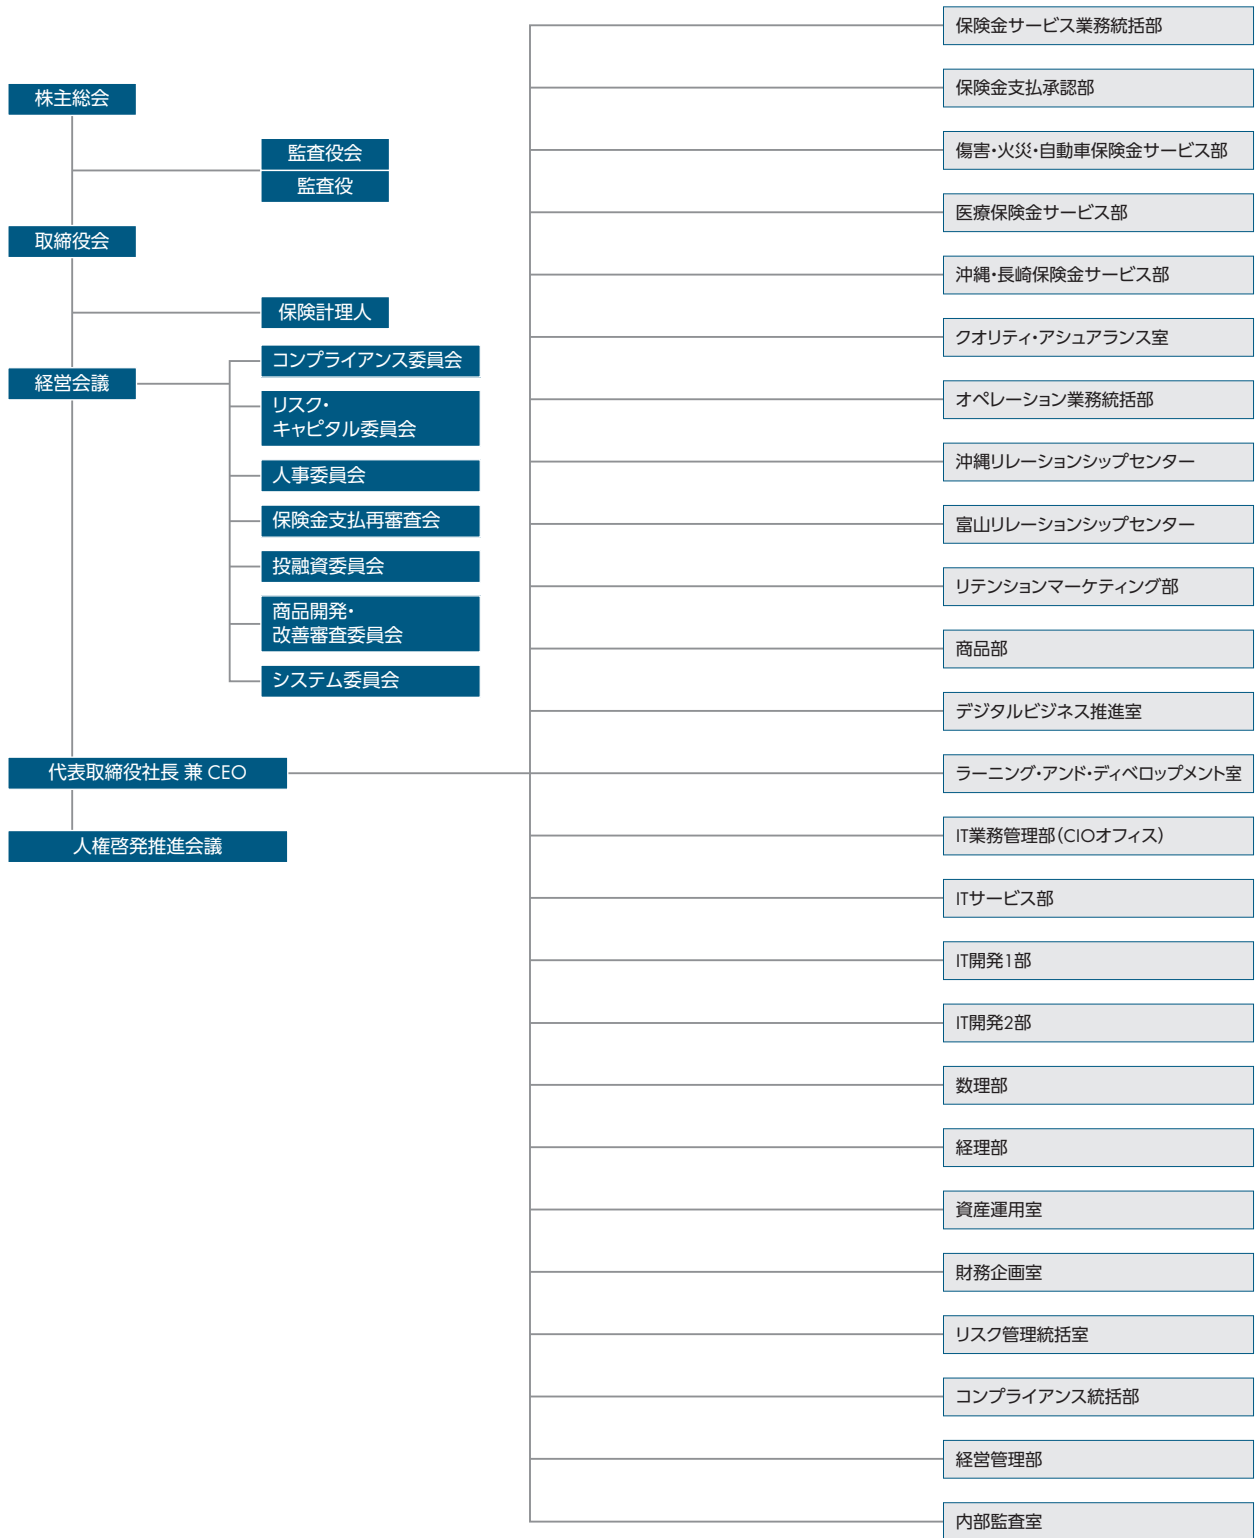 株主総会
監査役会
監査役
取締役会
保険計理人
経営会議
コンプライアンス委員会
リスク・
キャピタル委員会
人事委員会
保険金支払再審査会
投融資委員会
商品開発・
改善審査委員会
システム委員会
代表取締役社長 兼 CEO
人権啓発推進会議
保険金サービス業務統括部
保険金支払承認部
傷害・火災・自動車保険金サービス部
医療保険金サービス部
沖縄・長崎保険金サービス部
クオリティ・アシュアランス室
オペレーション業務統括部
沖縄リレーションシップセンター
富山リレーションシップセンター
リテンションマーケティング部
商品部
デジタルビジネス推進室
ラーニング・アンド・ディベロップメント室
IT業務管理部(CIOオフィス)
ITサービス部
IT開発1部
IT開発2部
数理部
経理部
資産運用室
財務企画室
リスク管理統括室
コンプライアンス統括部
経営管理部
内部監査室